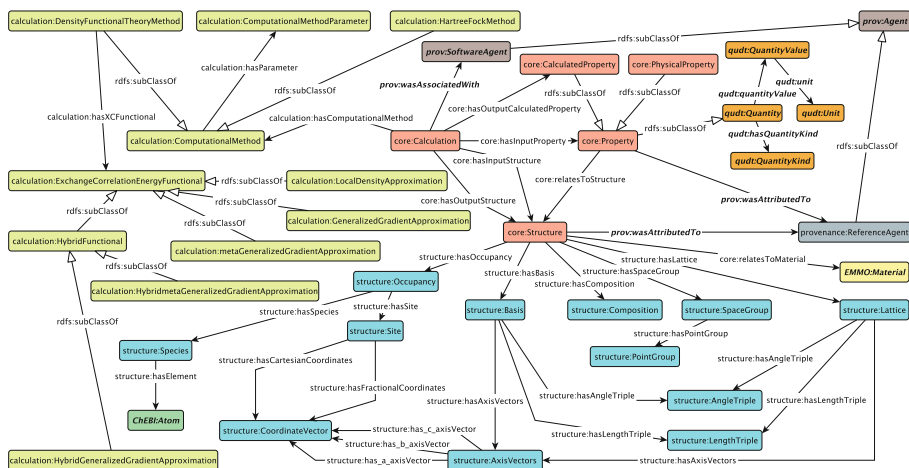 calculation:DensityFunctionalTheoryMethod
calculation:ComputationalMethodParameter
calculation:HartreeFockMethod
prov:Agent
rdfs:subClassOf
prov:SoftwareAgent
qudt:QuantityValue
core:CalculatedProperty
core:PhysicalProperty
calculation:hasParameter
rdfs:subClassOf
qudt:unit
prov:wasAssociatedWith
rdfs:subClassOf
rdfs:subClassOf
rdfs:subClassOf
qudt:quantityValue
core:hasOutputCalculatedProperty
calculation:hasXCFunctional
calculation:hasComputationalMethod
qudt:Quantity
qudt:Unit
rdfs:subClassOf
qudt:hasQuantityKind
calculation:ComputationalMethod
core:Calculation
core:hasInputProperty
core:Property
qudt:QuantityKind
core:hasInputStructure
calculation:ExchangeCorrelationEnergyFunctional
rdfs:subClassOf
calculation:LocalDensityApproximation
core:relatesToStructure
rdfs:subClassOf
core:hasOutputStructure
prov:wasAttributedTo
rdfs:subClassOf
rdfs:subClassOf
calculation:GeneralizedGradientApproximation
rdfs:subClassOf
calculation:HybridFunctional
core:Structure
prov:wasAttributedTo
provenance:ReferenceAgent
calculation:metaGeneralizedGradientApproximation
structure:hasOccupancy
structure:hasLattice
core:relatesToMaterial
rdfs:subClassOf
structure:hasBasis
structure:hasSpaceGroup
EMMO:Material
structure:Occupancy
structure:hasComposition
calculation:HybridmetaGeneralizedGradientApproximation
structure:hasSpecies
structure:hasSite
structure:Basis
structure:Composition
structure:SpaceGroup
structure:Lattice
rdfs:subClassOf
structure:Site
structure:hasPointGroup
structure:Species
structure:PointGroup
structure:hasCartesianCoordinates
structure:hasAngleTriple
structure:hasElement
structure:hasFractionalCoordinates
structure:hasAngleTriple
structure:hasLengthTriple
structure:hasAxisVectors
structure:AngleTriple
ChEBI:Atom
structure:CoordinateVector
structure:has_c_axisVector
structure:hasLengthTriple
structure:LengthTriple
structure:has_b_axisVector
calculation:HybridGeneralizedGradientApproximation
structure:has_a_axisVector
structure:AxisVectors
structure:hasAxisVectors